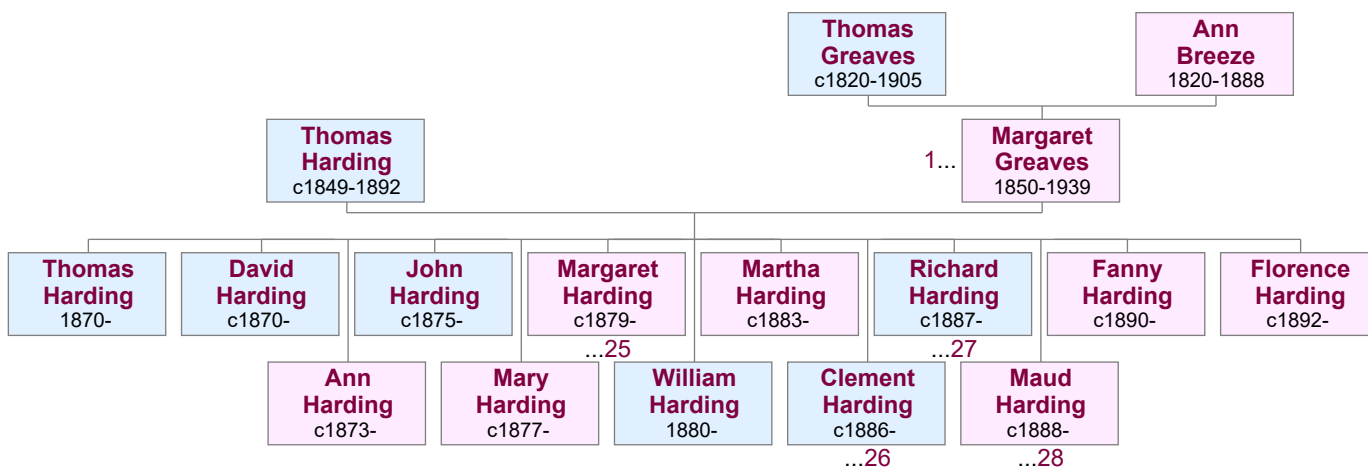 Thomas
Greaves
c1820-1905
Ann
Breeze
1820-1888
Thomas
Harding
c1849-1892
1...
Margaret
Greaves
1850-1939
Thomas
Harding
1870-
David
Harding
c1870-
John
Harding
c1875-
Margaret
Harding
c1879-
...25
Martha
Harding
c1883-
Richard
Harding
c1887-
...27
Fanny
Harding
c1890-
Florence
Harding
c1892-
Ann
Harding
c1873-
Mary
Harding
c1877-
William
Harding
1880-
Clement
Harding
c1886-
...26
Maud
Harding
c1888-
...28